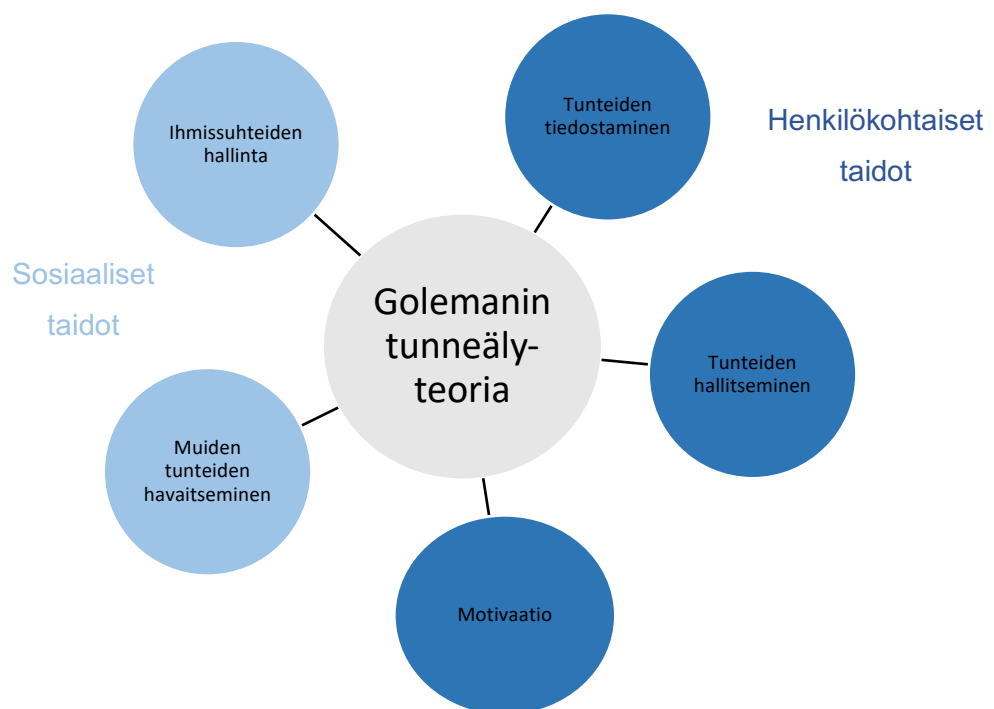 Tunteiden
tiedostaminen
Henkilökohtaiset
taidot
Ihmissuhteiden
hallinta
Sosiaaliset
taidot
Golemanin
tunneäly-
teoria
Tunteiden
hallitseminen
Muiden
tunteiden
havaitseminen
Motivaatio